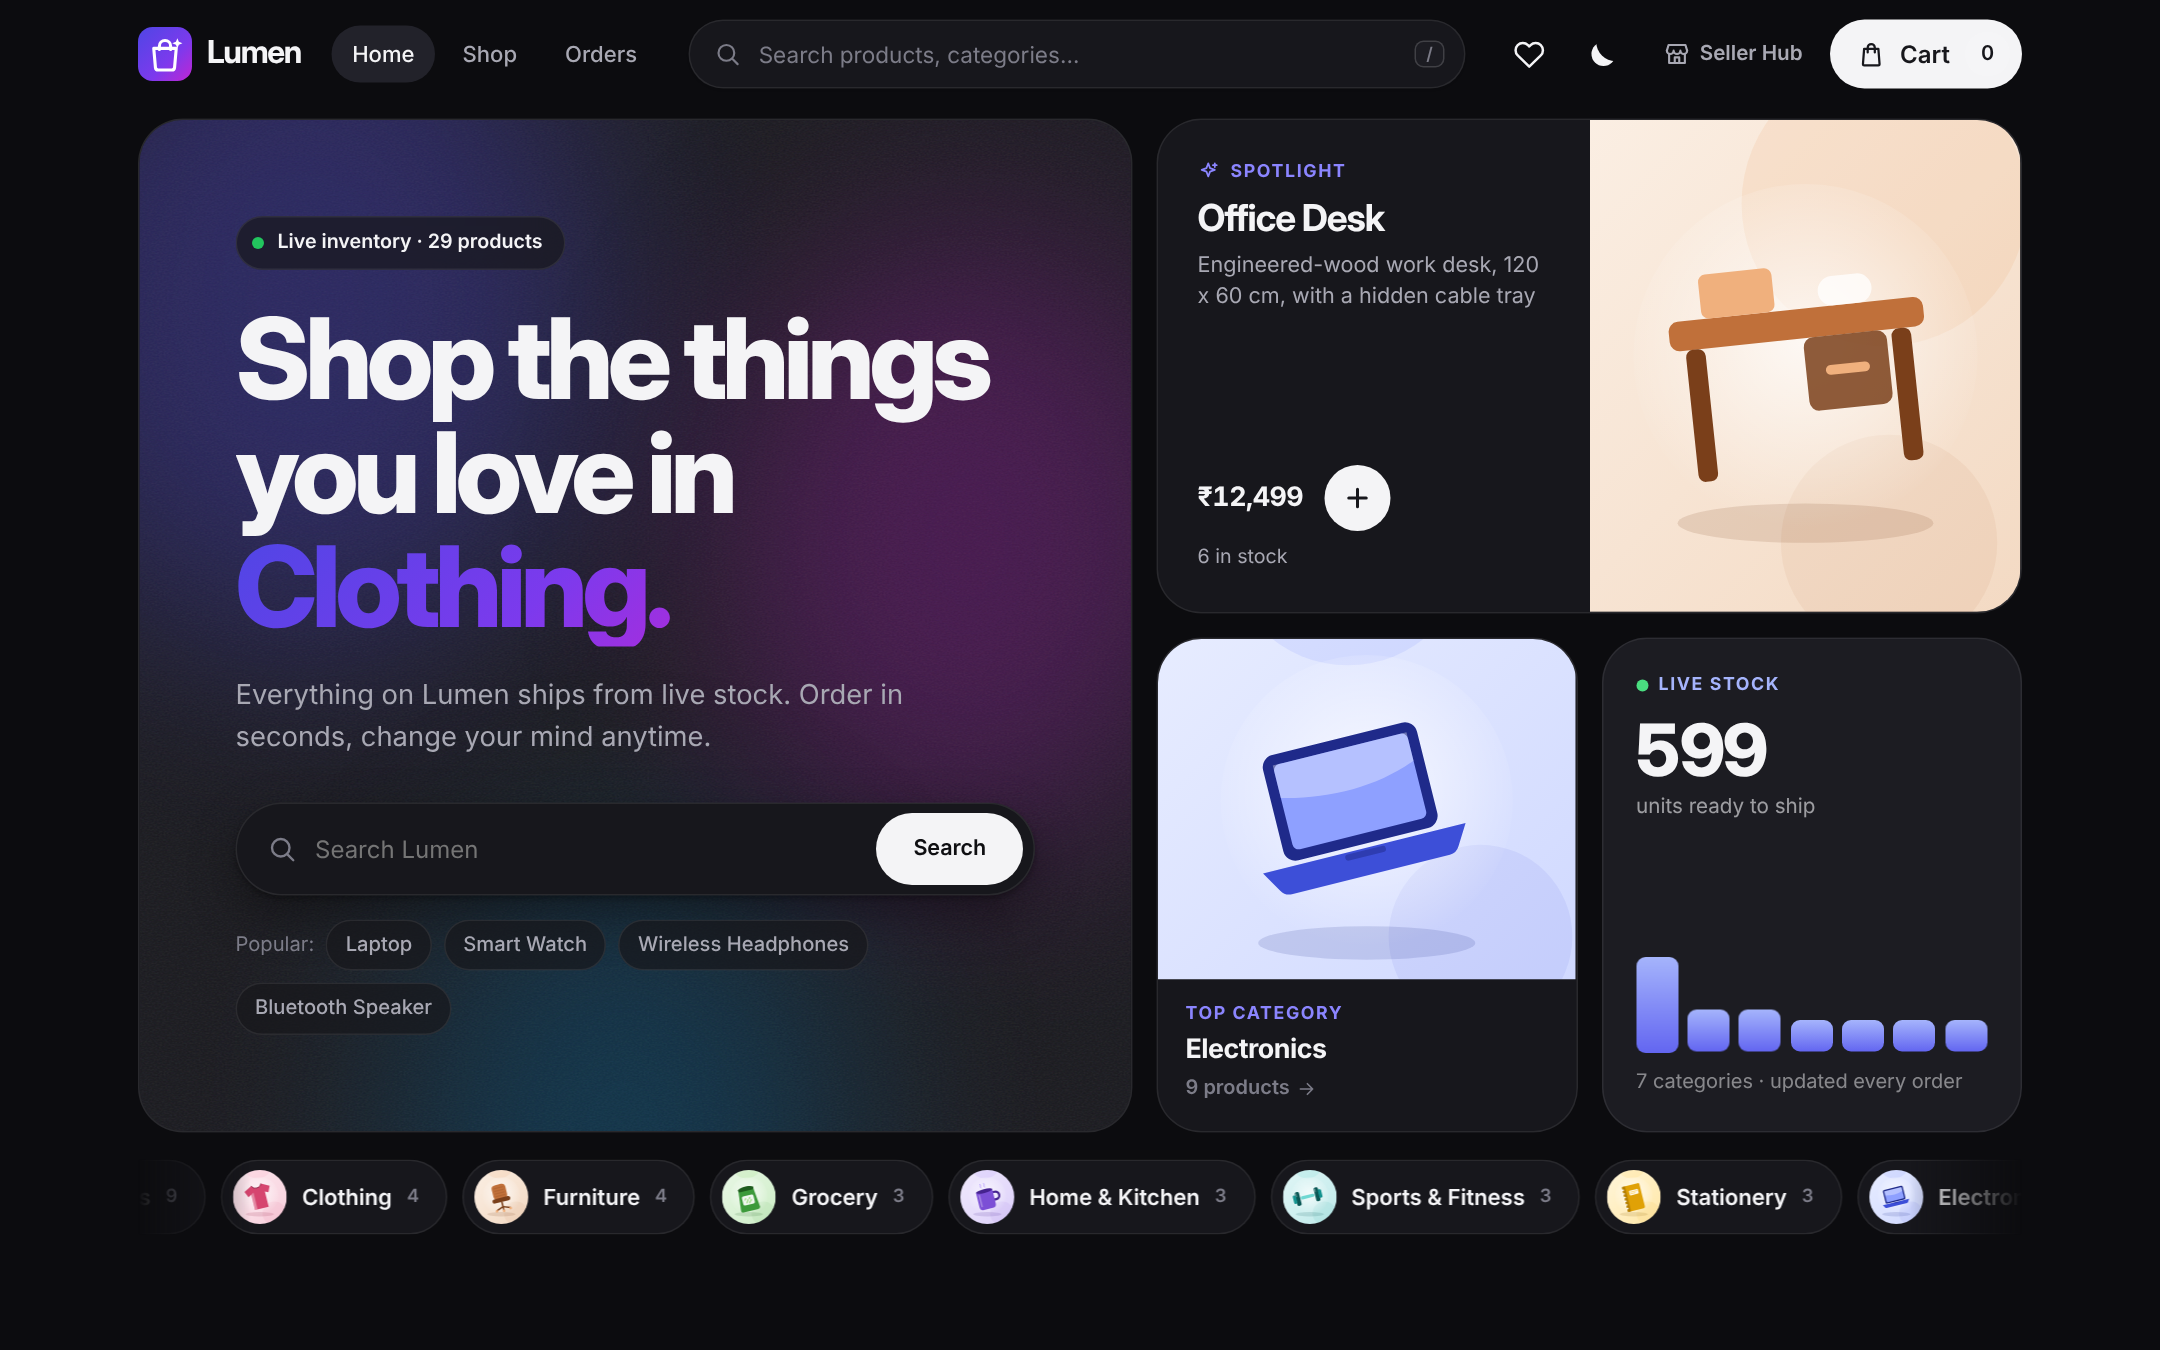 Lumen
Home
Shop
Orders
Search products, categories...
/
Seller Hub
Cart 0
Live inventory · 29 products
Shop the things
you love in
Clothing.
Everything on Lumen ships from live stock. Order in
seconds, change your mind anytime.
Search Lumen
Search
Popular:
Laptop
Smart Watch
Wireless Headphones
Bluetooth Speaker
SPOTLIGHT
Office Desk
Engineered-wood work desk, 120
x 60 cm, with a hidden cable tray
₹12,499
6 in stock
TOP CATEGORY
Electronics
9 products →
LIVE STOCK
599
units ready to ship
7 categories · updated every order
s 9
Clothing 4
Furniture 4
Grocery 3
Home & Kitchen 3
Sports & Fitness 3
Stationery 3
Electro